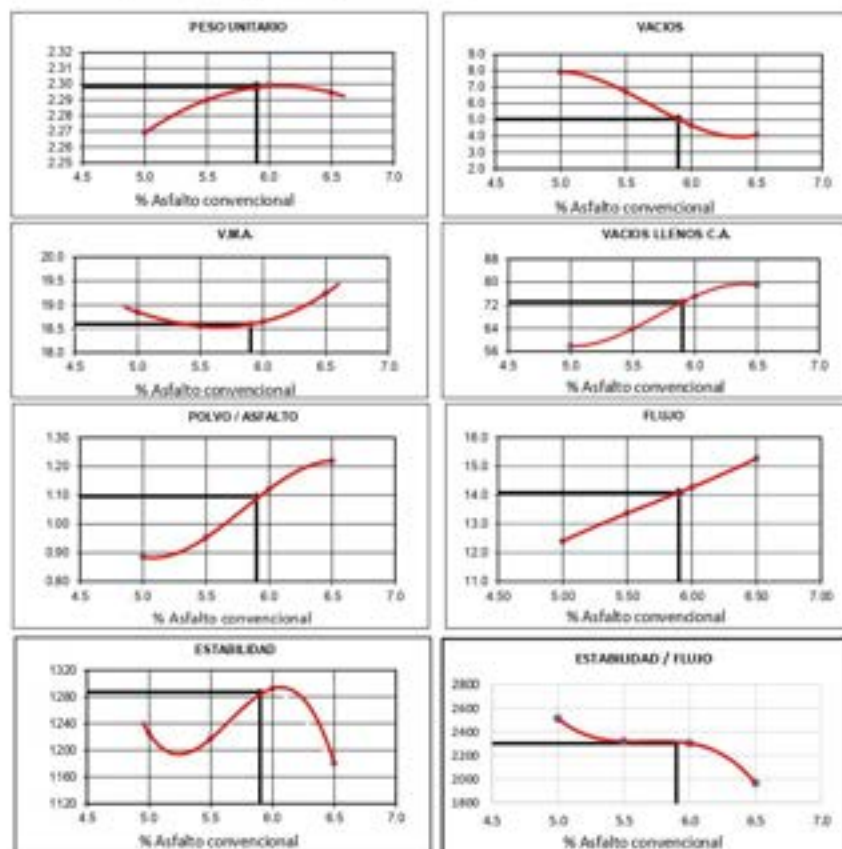 PESO UNITARIO
2.32
2.31
2.30
2.29
2.28
2.27
2.26
2.25
4.5 5.0 5.5 6.0 6.5 7.0
% Asfalto convencional
VACIOS
9.0
8.0
7.0
6.0
5.0
4.0
3.0
2.0
4.5 5.0 5.5 6.0 6.5 7.0
% Asfalto convencional
V.M.A.
20.0
19.5
19.0
18.5
18.0
4.5 5.0 5.5 6.0 6.5 7.0
% Asfalto convencional
VACIOS LLENOS C.A.
88
80
72
64
56
4.5 5.0 5.5 6.0 6.5 7.0
% Asfalto convencional
POLVO / ASFALTO
1.30
1.20
1.10
1.00
0.90
0.80
4.5 5.0 5.5 6.0 6.5 7.0
% Asfalto convencional
FLUJO
16.0
15.0
14.0
13.0
12.0
11.0
4.50 5.00 5.50 6.00 6.50 7.00
% Asfalto convencional
ESTABILIDAD
1320
1280
1240
1200
1160
1120
4.5 5.0 5.5 6.0 6.5 7.0
% Asfalto convencional
ESTABILIDAD / FLUJO
2800
2600
2400
2200
2000
1800
4.5 5.0 5.5 6.0 6.5 7.0
% Asfalto convencional